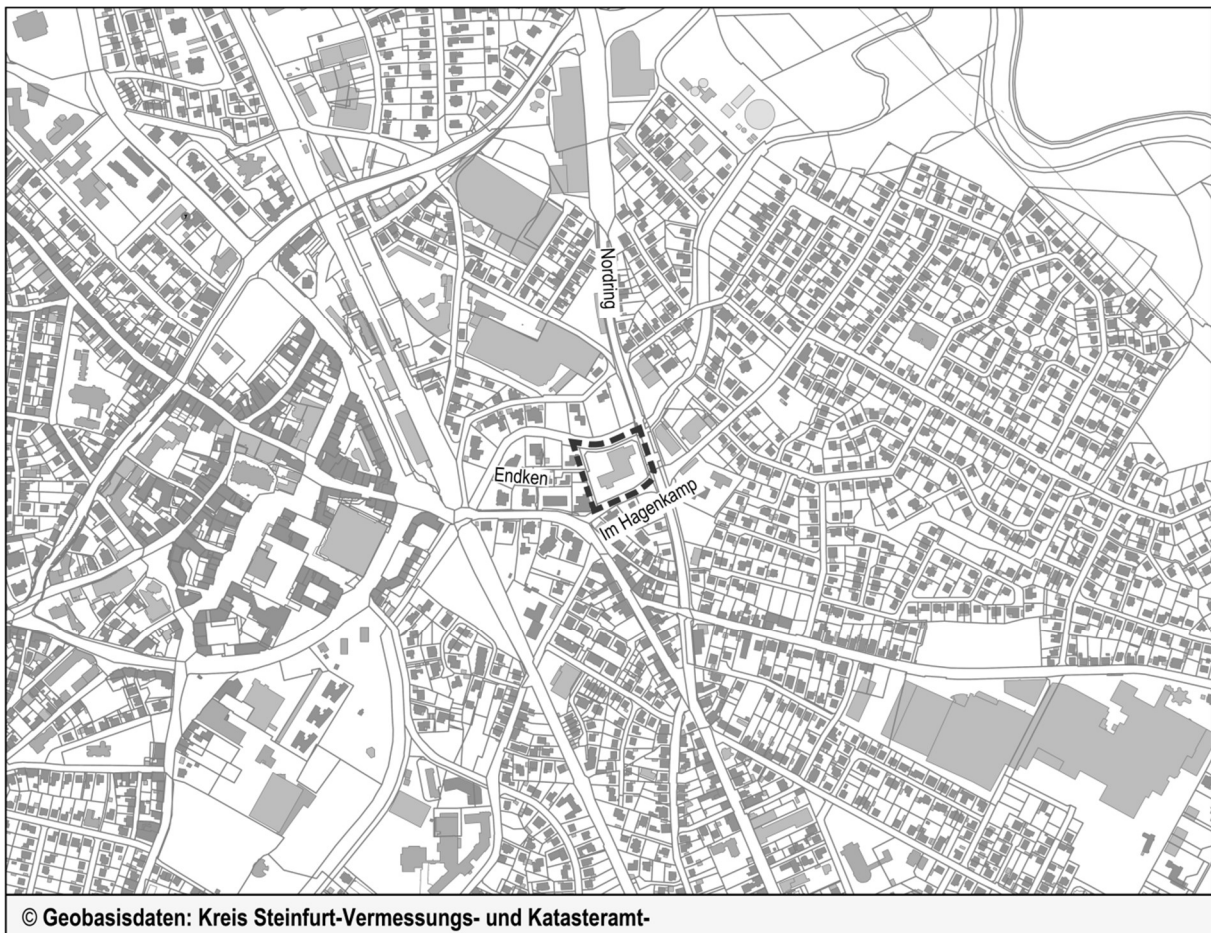 Nordring
Endken
Im Hagenkamp
© Geobasisdaten: Kreis Steinfurt-Vermessungs- und Katasteramt-